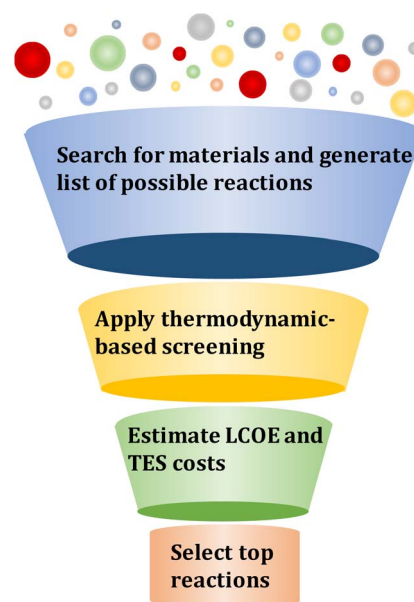 Search for materials and generate
list of possible reactions
Apply thermodynamic-
based screening
Estimate LCOE and
TES costs
Select top
reactions